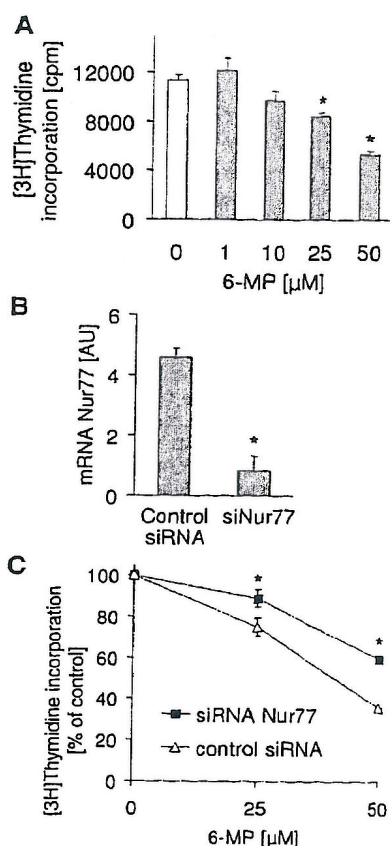 A
[3H]Thymidine
incorporation [cpm]
12000
8000
4000
0
* *
0 1 10 25 50
6-MP [µM]
B
mRNA Nur77 [AU]
6
4
2
0
*
Control
siRNA
siNur77
C
[3H]Thymidine incorporation
[% of control]
100
80
60
40
20
0
* *
siRNA Nur77
control siRNA
0 25 50
6-MP [µM]